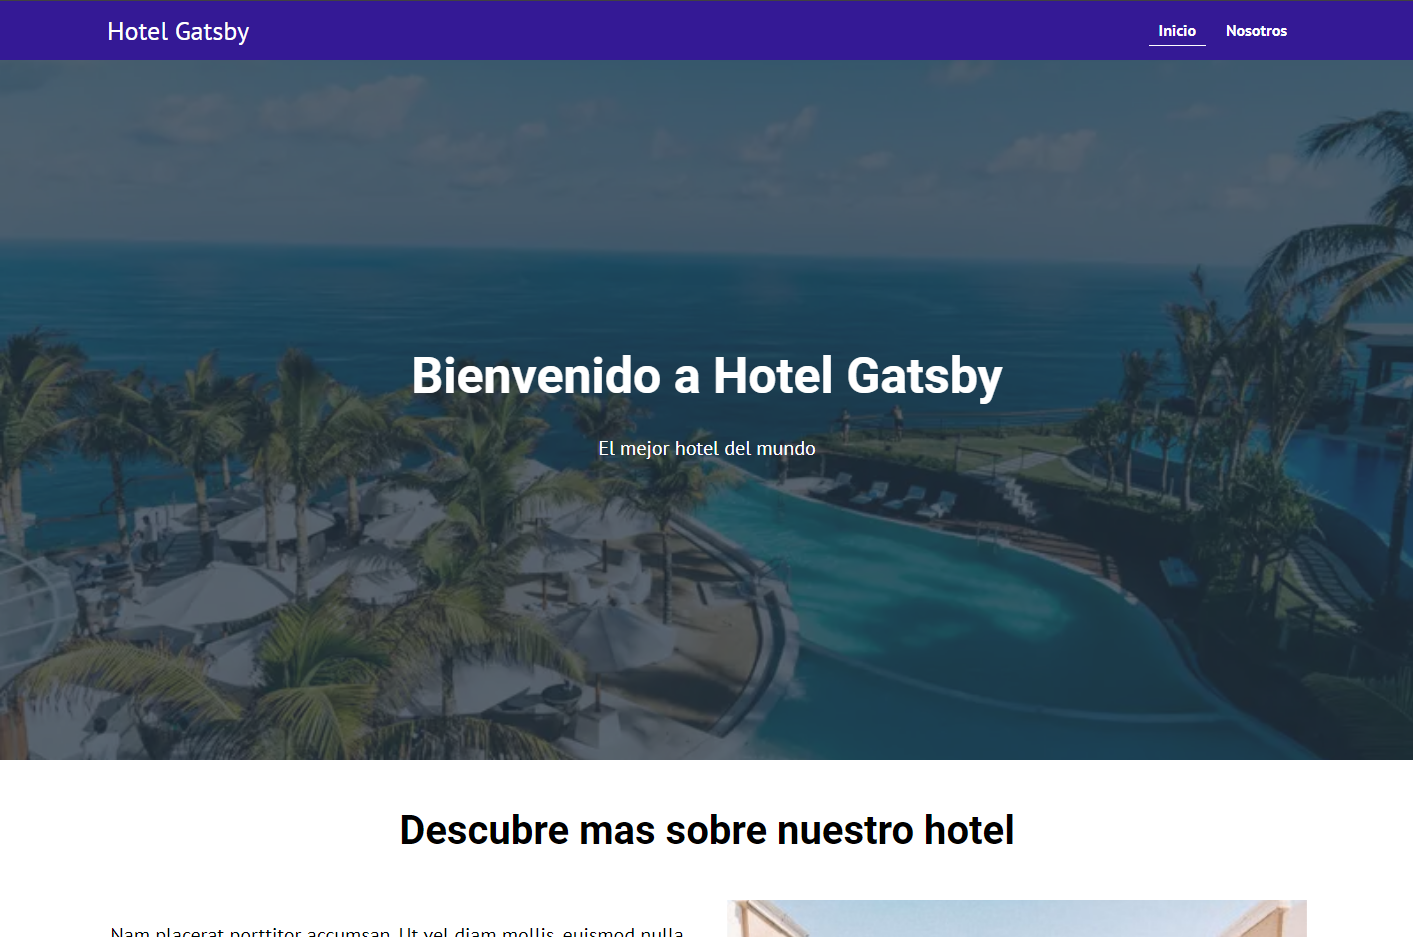 Hotel Gatsby
Inicio Nosotros
Bienvenido a Hotel Gatsby
El mejor hotel del mundo
Descubre mas sobre nuestro hotel
Nam placerat porttitor accumsan. Ut vel diam mollis, euismod nulla